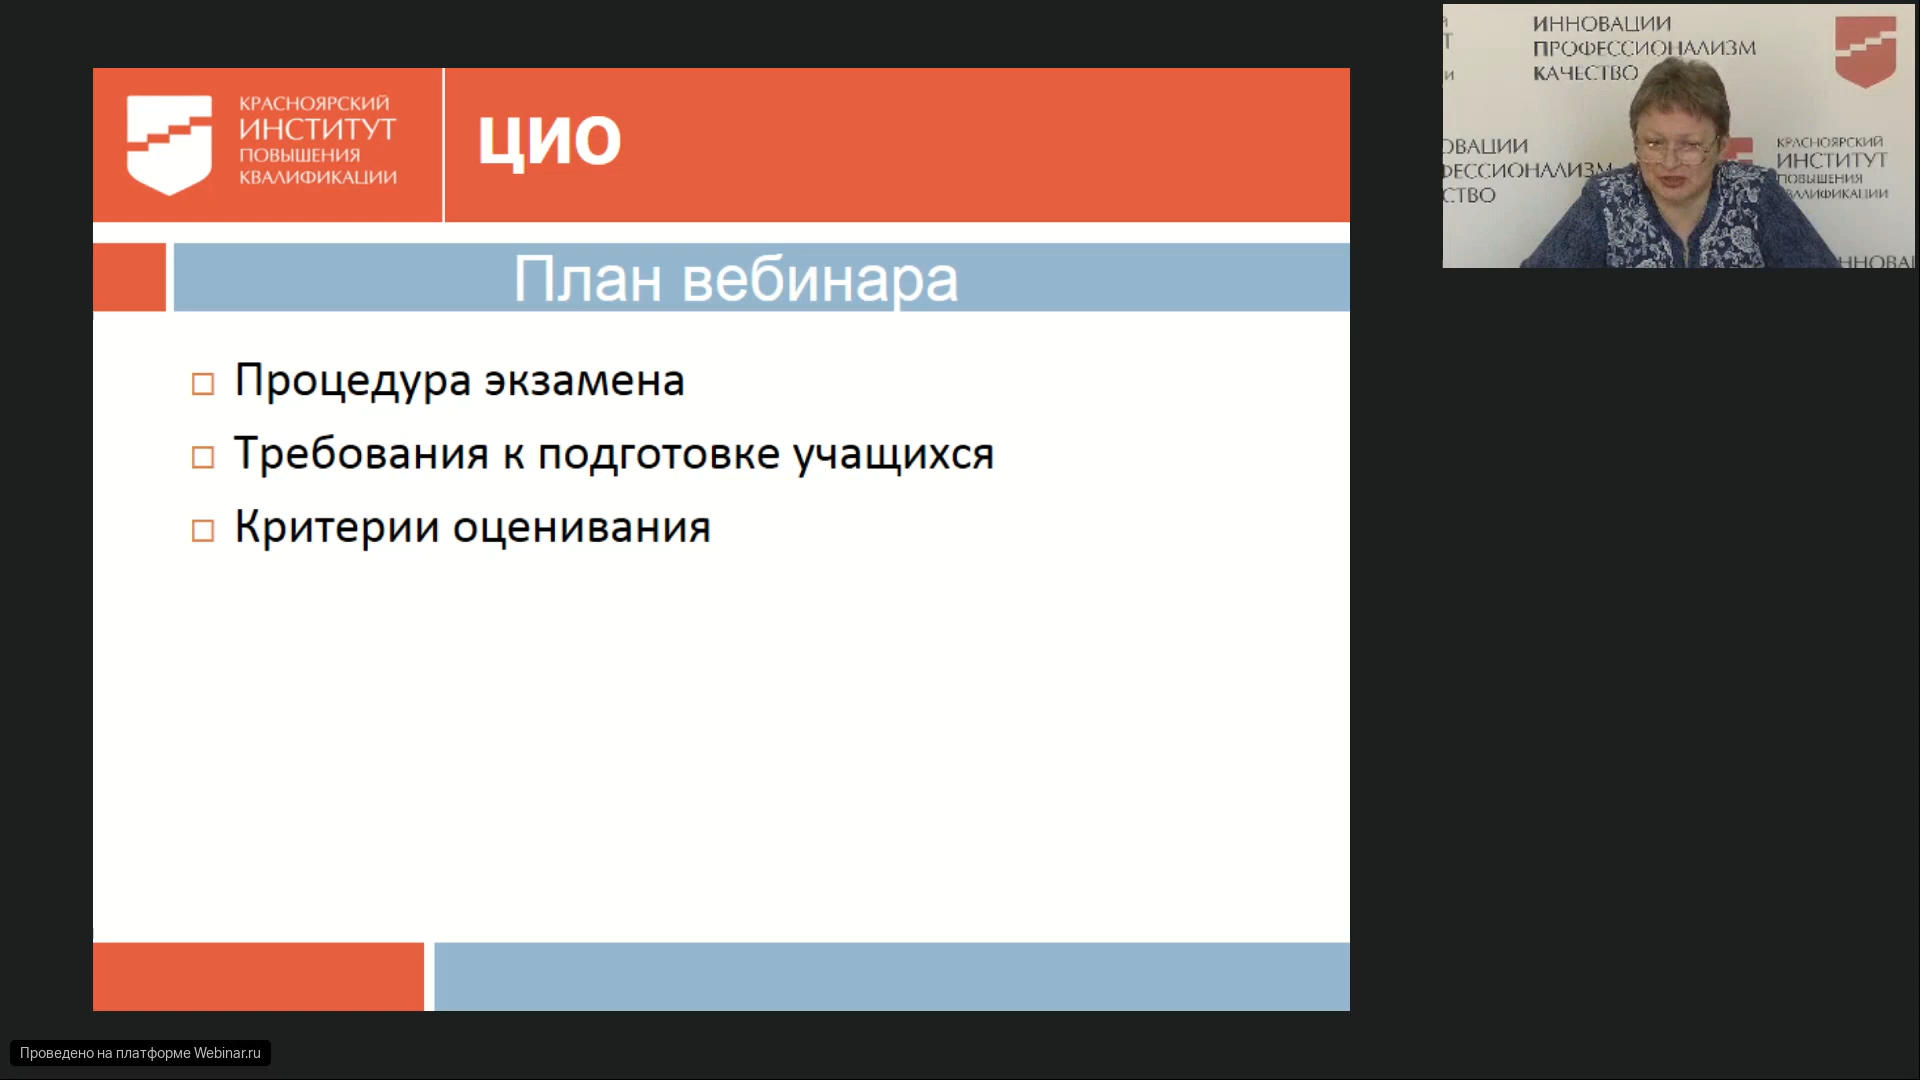 КРАСНОЯРСКИЙ
ИНСТИТУТ
ПОВЫШЕНИЯ
КВАЛИФИКАЦИИ
ЦИО
План вебинара
Процедура экзамена
Требования к подготовке учащихся
Критерии оценивания
ИННОВАЦИИ
ПРОФЕССИОНАЛИЗМ
КАЧЕСТВО
КРАСНОЯРСКИЙ
ИНСТИТУТ
ПОВЫШЕНИЯ
Проведено на платформе Webinar.ru